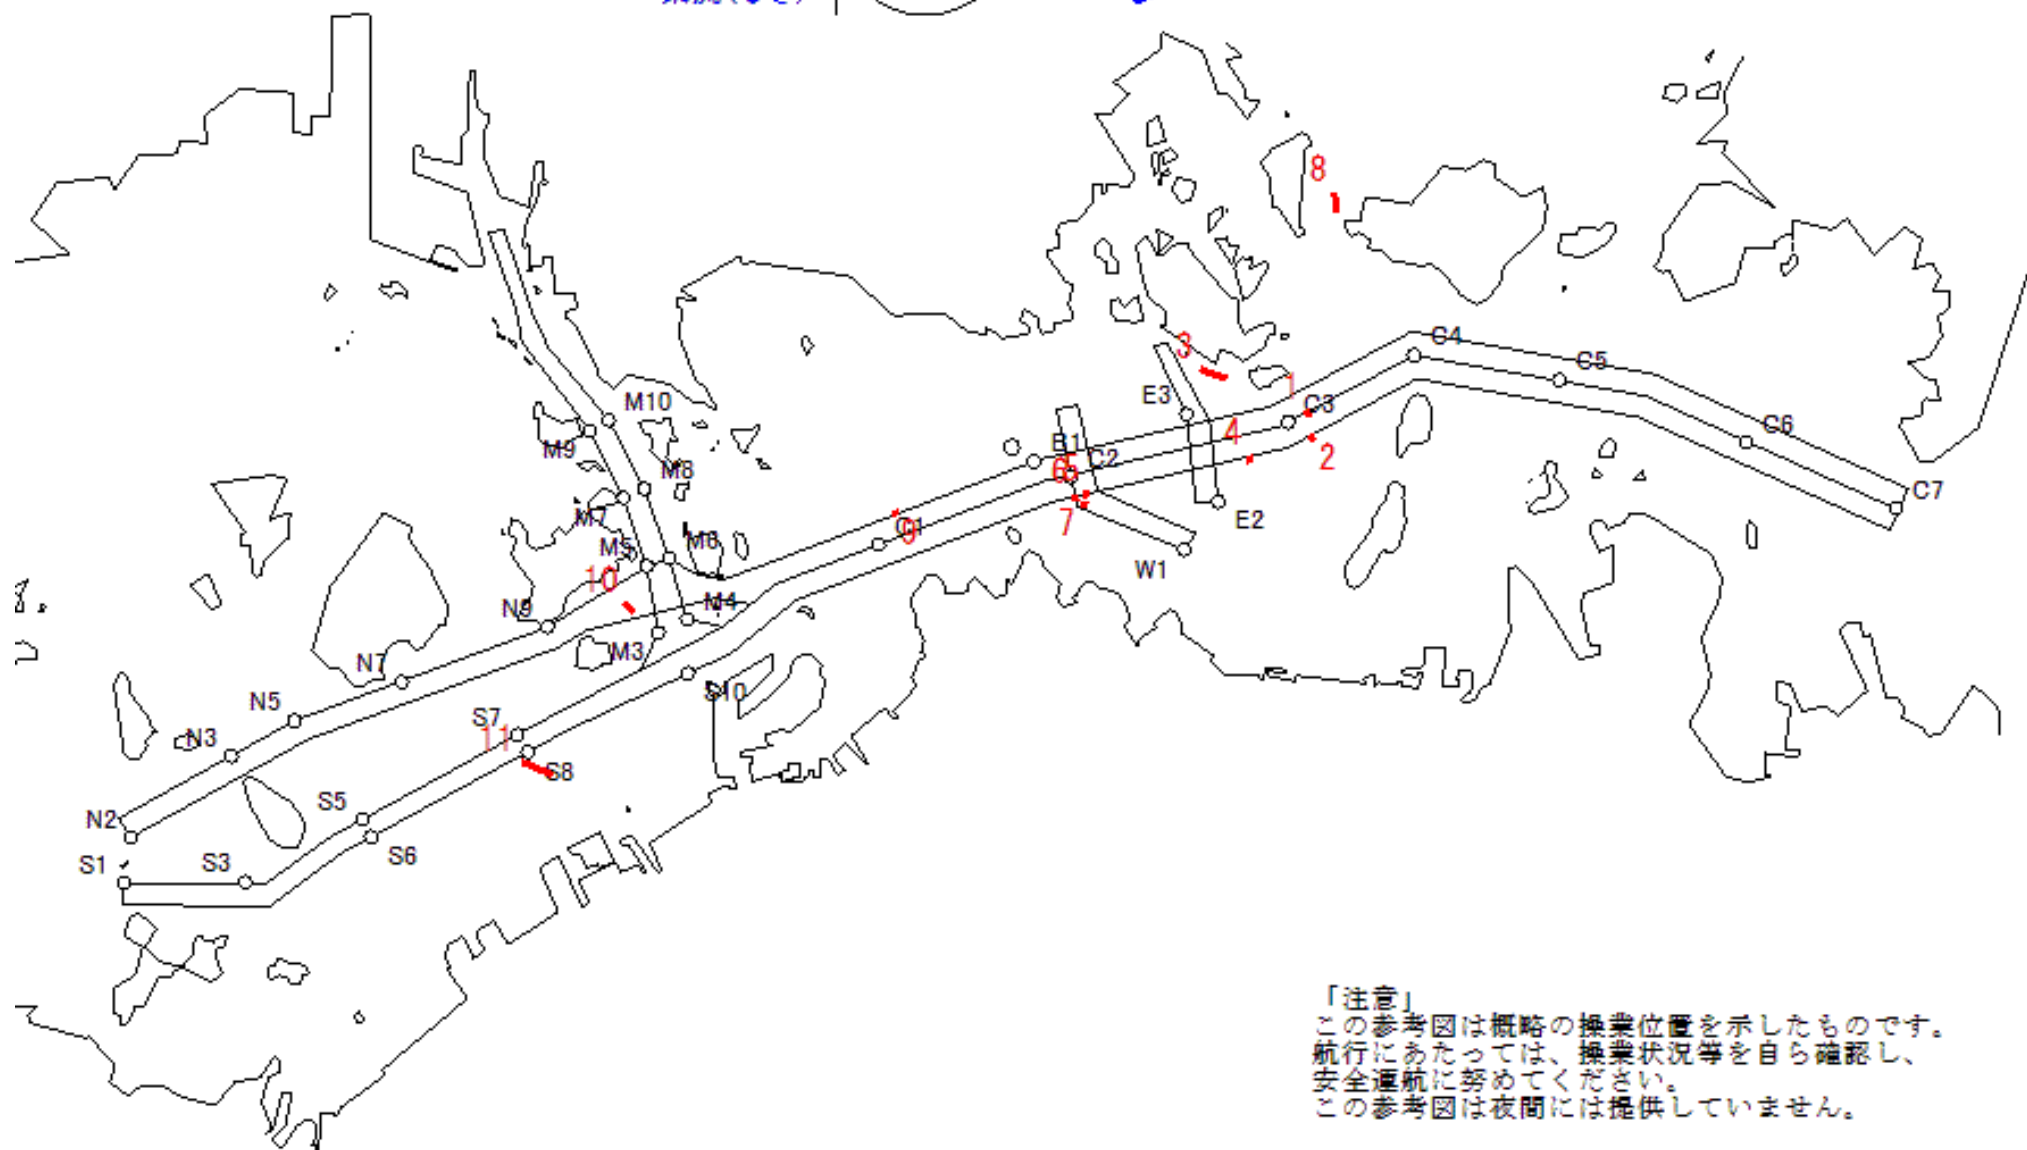 8
C4
3
C5
1
E3
C3
M10
4
C6
B1
2
M9
C2
M8
6
5
C7
M7
7
E2
C1
9
M5
M6
W1
10
N9
M4
M3
N7
S10
N5
S7
N3
11
S8
S5
N2
S6
S1
S3
「注意」
この参考図は概略の操業位置を示したものです。
航行にあたっては、操業状況等を自ら確認し、
安全運航に努めてください。
この参考図は夜間には提供していません。